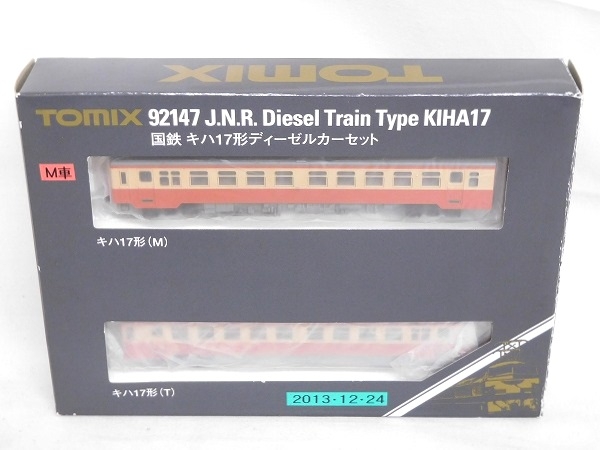 TOMIX
TOMIX 92147 J.N.R. Diesel Train Type KIHA17
国鉄 キハ17形ディーゼルカーセット
M車
キハ17形(M)
キハ17形(T)
2013-12-24